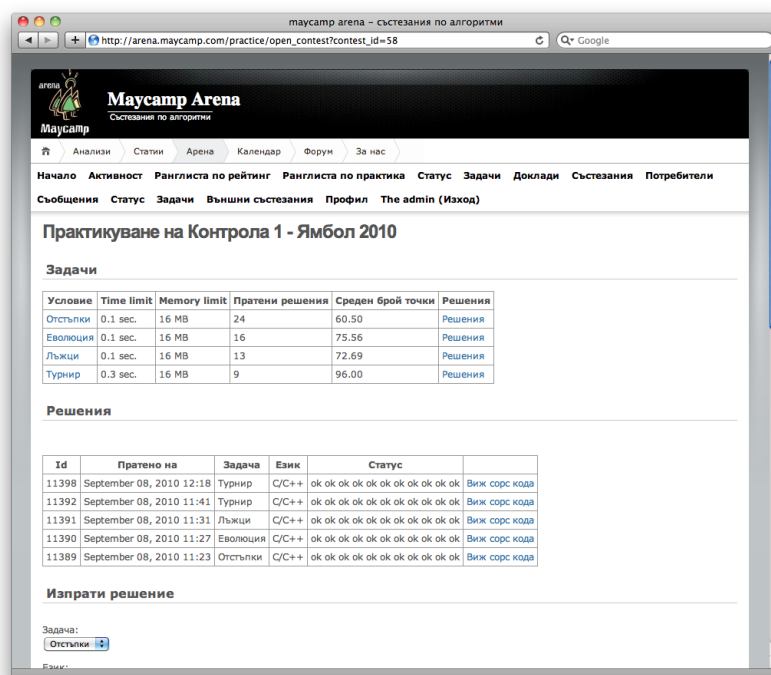 maycamp arena – състезания по алгоритми
http://arena.maycamp.com/practice/open_contest?contest_id=58
Google
arena
Maycamp
Maycamp Arena
Състезания по алгоритми
Анализи Статии Арена Календар Форум За нас
Начало Активност Ранглиста по рейтинг Ранглиста по практика Статус Задачи Доклади Състезания Потребители
Съобщения Статус Задачи Външни състезания Профил The admin (Изход)
Практикуване на Контрола 1 - Ямбол 2010
Задачи
Условие Time limit Memory limit Пратени решения Среден брой точки Решения
Отстъпки 0.1 sec. 16 MB 24 60.50 Решения
Еволюция 0.1 sec. 16 MB 16 75.56 Решения
Лъжци 0.1 sec. 16 MB 13 72.69 Решения
Турнир 0.3 sec. 16 MB 9 96.00 Решения
Решения
Id Пратено на Задача Език Статус
11398 September 08, 2010 12:18 Турнир C/C++ ok ok ok ok ok ok ok ok ok ok ok Виж сорс кода
11392 September 08, 2010 11:41 Турнир C/C++ ok ok ok ok ok ok ok ok ok ok ok Виж сорс кода
11391 September 08, 2010 11:31 Лъжци C/C++ ok ok ok ok ok ok ok ok ok ok ok Виж сорс кода
11390 September 08, 2010 11:27 Еволюция C/C++ ok ok ok ok ok ok ok ok ok ok ok Виж сорс кода
11389 September 08, 2010 11:23 Отстъпки C/C++ ok ok ok ok ok ok ok ok ok ok ok Виж сорс кода
Изпрати решение
Задача:
Отстъпки
Език: